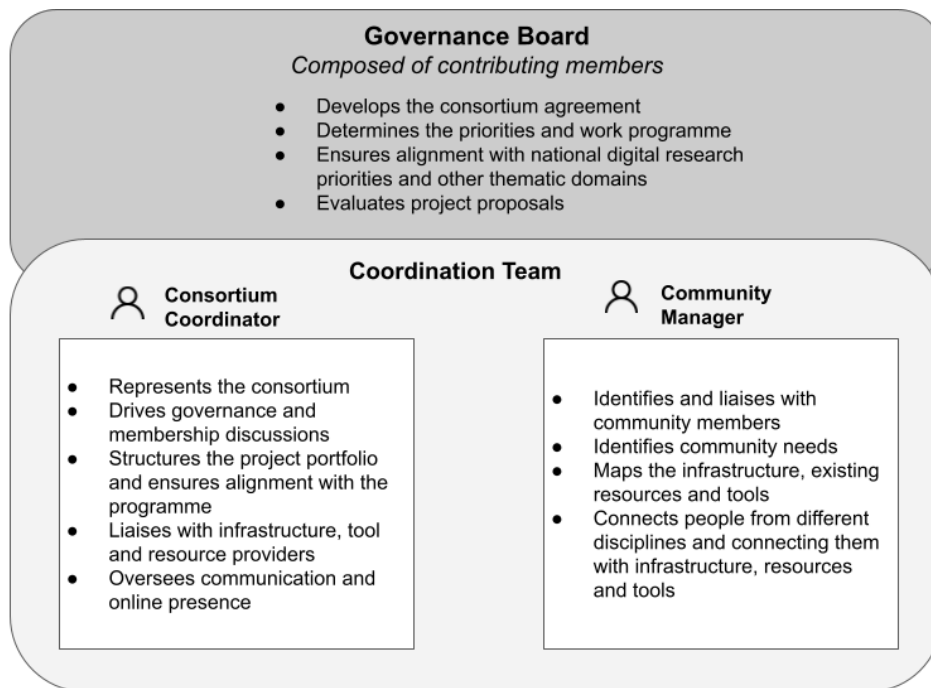 Governance Board
Composed of contributing members
● Develops the consortium agreement
● Determines the priorities and work programme
● Ensures alignment with national digital research
priorities and other thematic domains
● Evaluates project proposals
Coordination Team
Consortium
Coordinator
● Represents the consortium
● Drives governance and
membership discussions
● Structures the project portfolio
and ensures alignment with the
programme
● Liaises with infrastructure, tool
and resource providers
● Oversees communication and
online presence
Community
Manager
● Identifies and liaises with
community members
● Identifies community needs
● Maps the infrastructure, existing
resources and tools
● Connects people from different
disciplines and connecting them
with infrastructure, resources
and tools